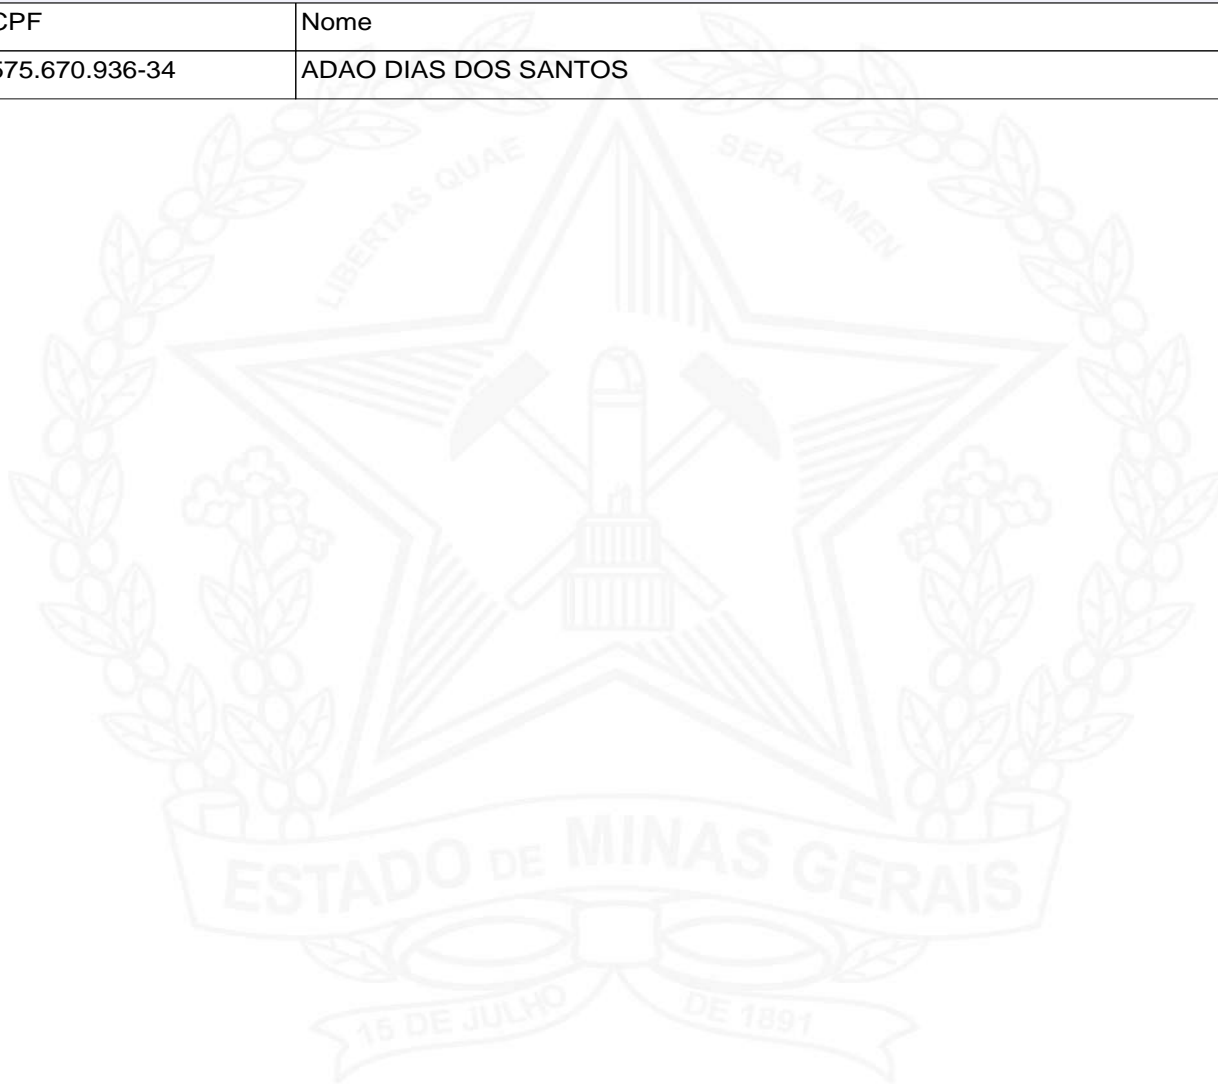 CPF Nome
575.670.936-34 ADAO DIAS DOS SANTOS
LIBERTAS QUAE SERA TAMEN
ESTADO DE MINAS GERAIS
15 DE JULHO DE 1891